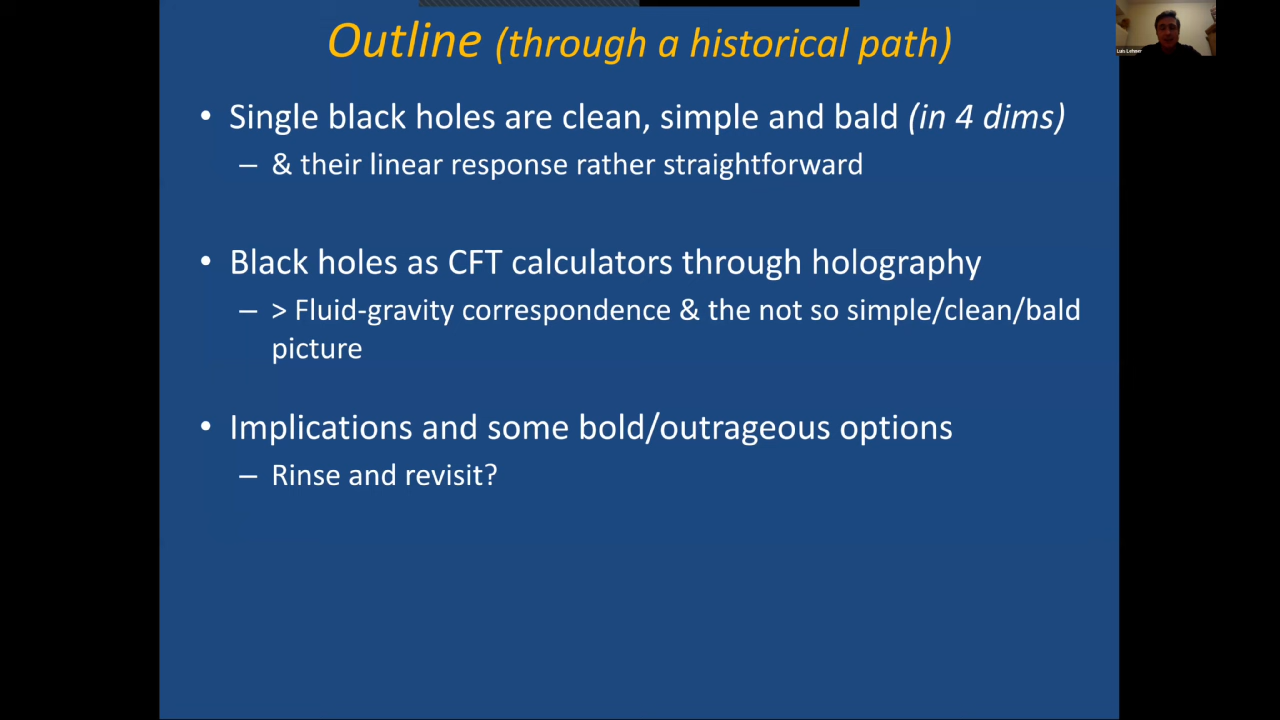 Outline (through a historical path)
• Single black holes are clean, simple and bald (in 4 dims)
– & their linear response rather straightforward
• Black holes as CFT calculators through holography
– > Fluid-gravity correspondence & the not so simple/clean/bald
picture
• Implications and some bold/outrageous options
– Rinse and revisit?
Luis Lehner